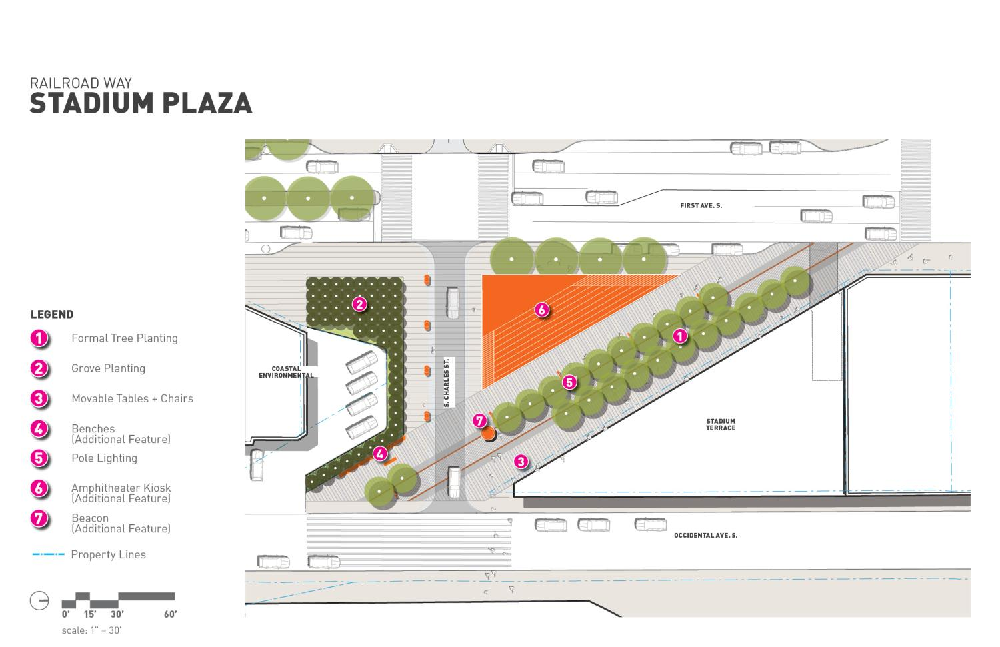 RAILROAD WAY
STADIUM PLAZA
LEGEND
1 Formal Tree Planting
2 Grove Planting
3 Movable Tables + Chairs
4 Benches
(Additional Feature)
5 Pole Lighting
6 Amphitheater Kiosk
(Additional Feature)
7 Beacon
(Additional Feature)
Property Lines
0' 15' 30' 60'
scale: 1" = 30'
FIRST AVE. S.
2
6
1
COASTAL
ENVIRONMENTAL
S. CHARLES ST.
5
7
STADIUM
TERRACE
4
3
OCCIDENTAL AVE. S.